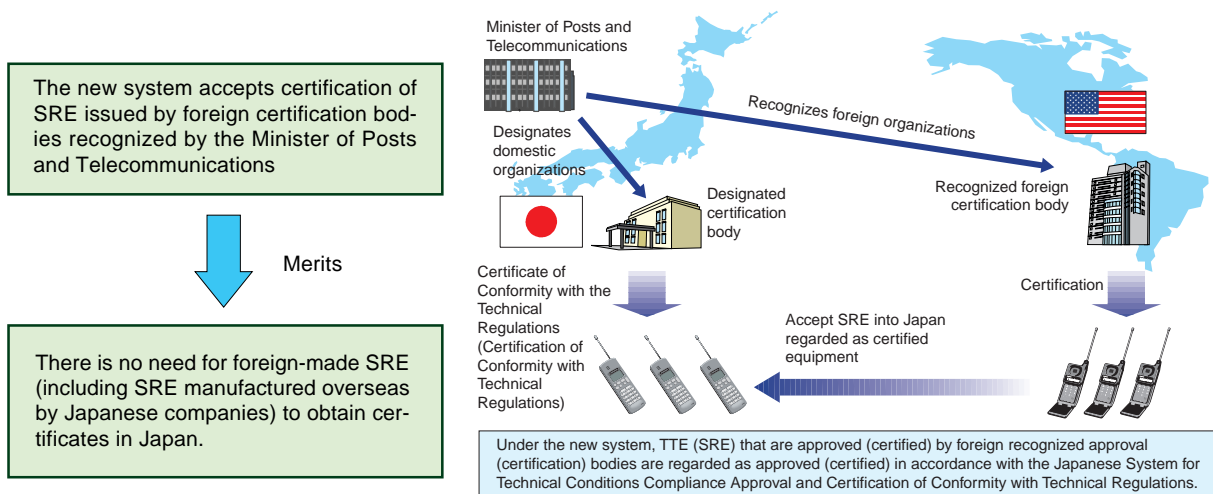 The new system accepts certification of
SRE issued by foreign certification bod-
ies recognized by the Minister of Posts
and Telecommunications
Merits
There is no need for foreign-made SRE
(including SRE manufactured overseas
by Japanese companies) to obtain cer-
tificates in Japan.
Minister of Posts and
Telecommunications
Recognizes foreign organizations
Designates
domestic
organizations
Designated
certification
body
Recognized foreign
certification body
Certificate of
Conformity with the
Technical
Regulations
(Certification of
Conformity with
Technical
Regulations)
Certification
Accept SRE into Japan
regarded as certified
equipment
Under the new system, TTE (SRE) that are approved (certified) by foreign recognized approval
(certification) bodies are regarded as approved (certified) in accordance with the Japanese System for
Technical Conditions Compliance Approval and Certification of Conformity with Technical Regulations.